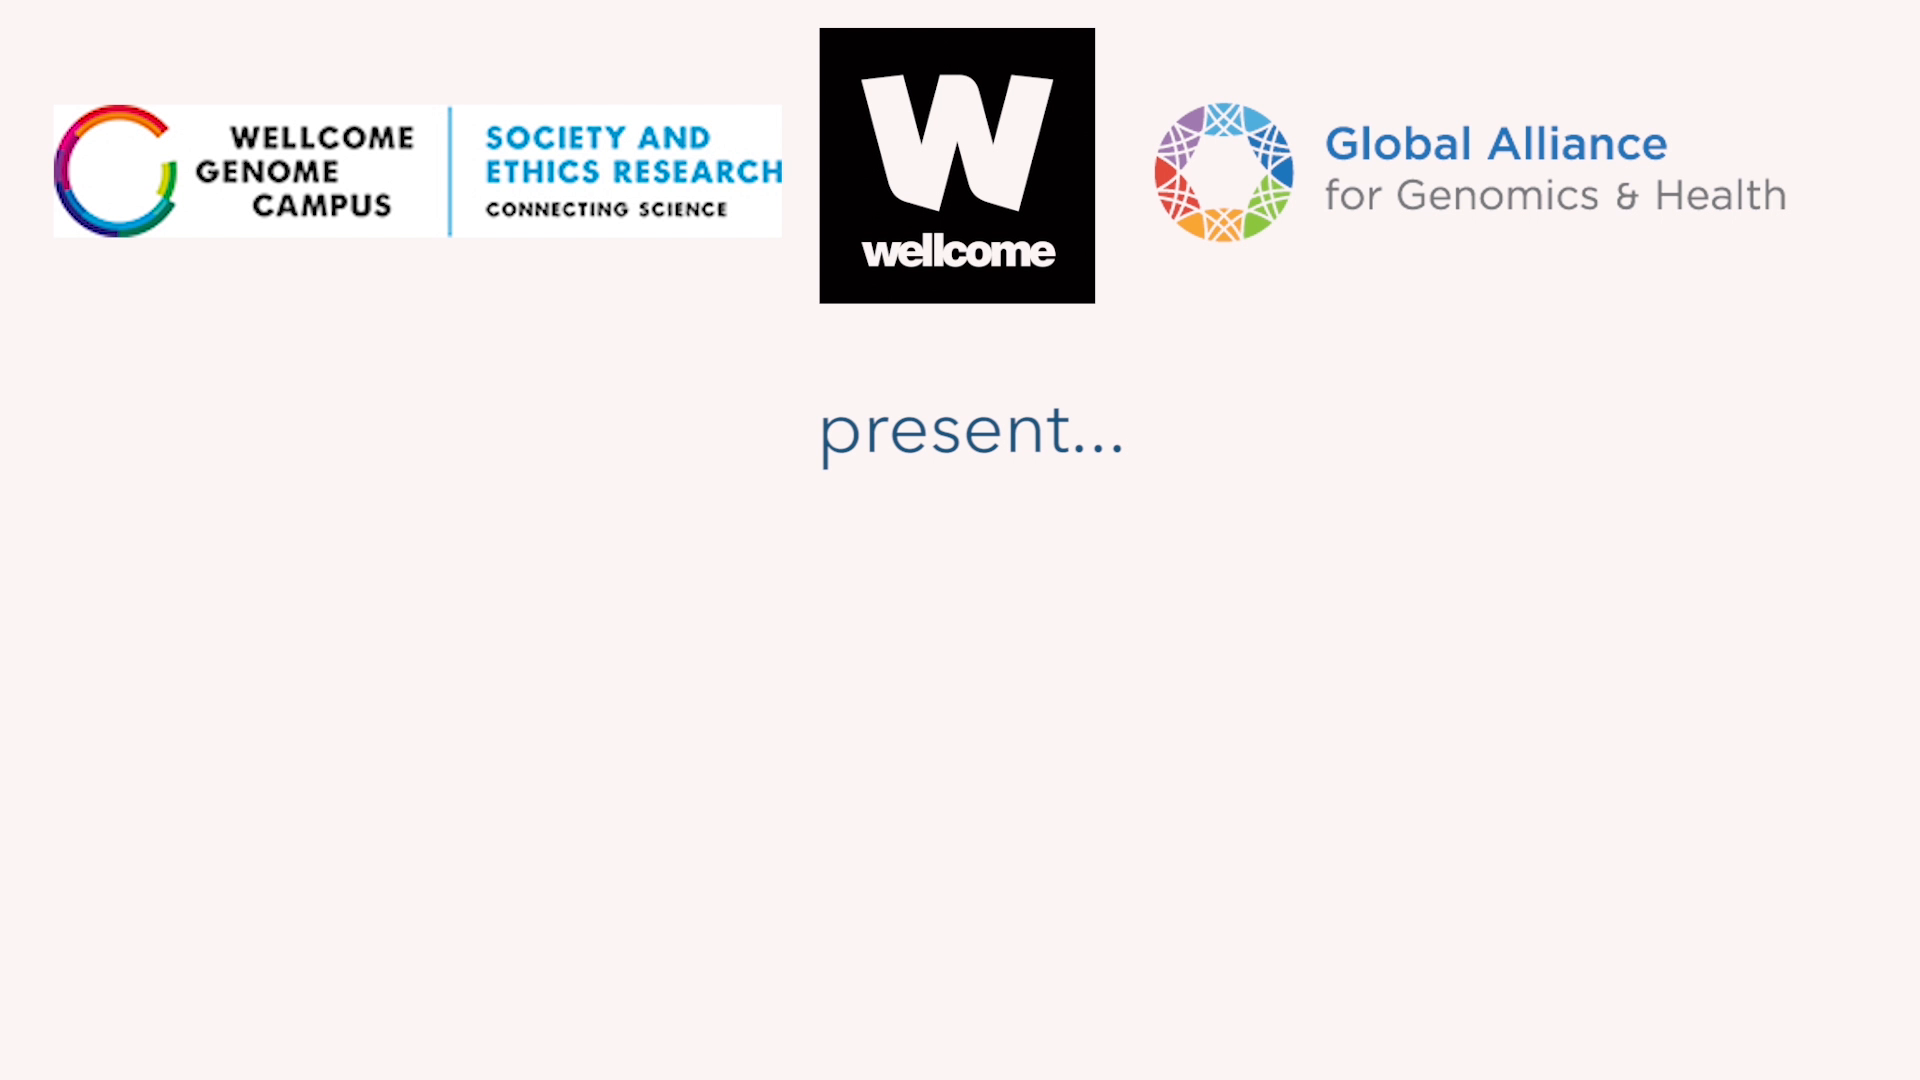 WELLCOME
GENOME
CAMPUS
SOCIETY AND
ETHICS RESEARCH
CONNECTING SCIENCE
W
wellcome
Global Alliance
for Genomics & Health
present...